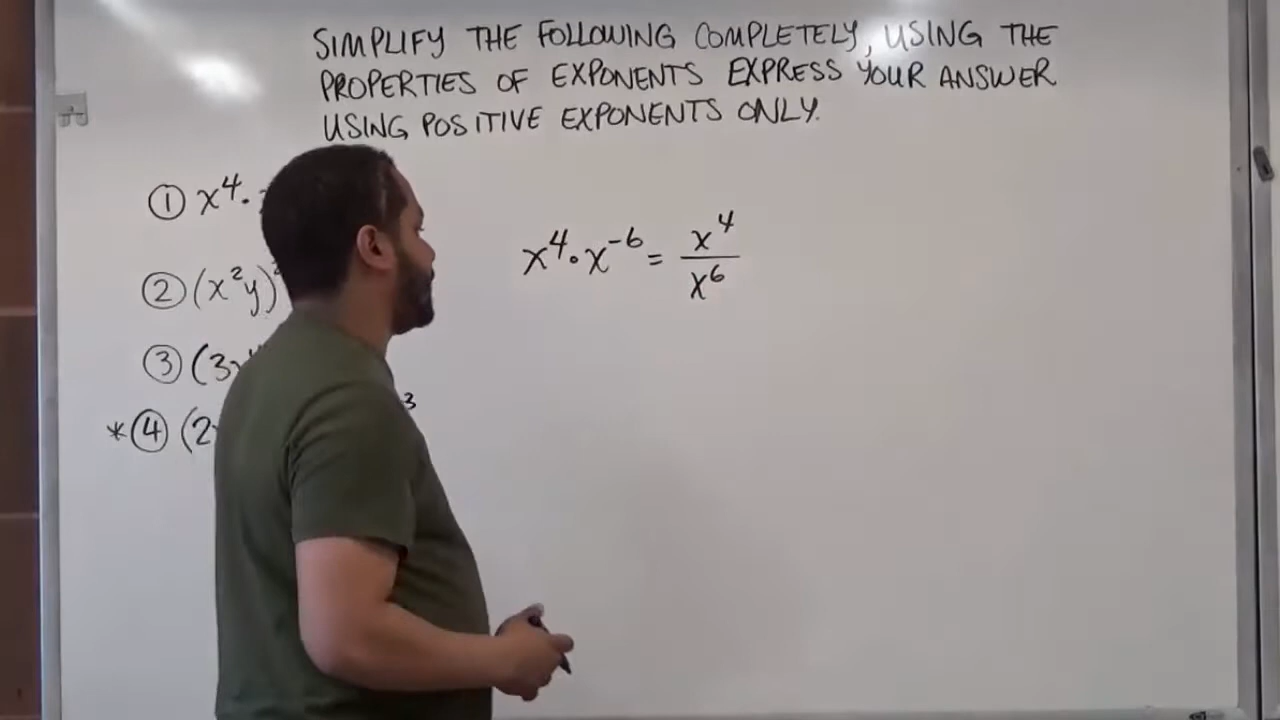 SIMPLIFY THE FOLLOWING COMPLETELY, USING THE
PROPERTIES OF EXPONENTS EXPRESS YOUR ANSWER
USING POSITIVE EXPONENTS ONLY.
① x⁴·
② (x²y)
③ (3
*④ (2
3
x⁴·x⁻⁶ = x⁴/x⁶